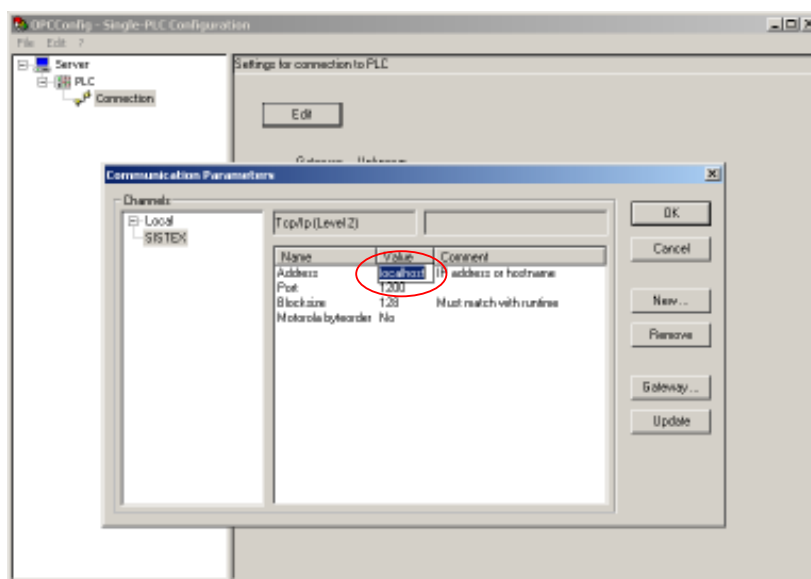 OPCConfig - Single-PLC Configuration
File Edit ?
Server
PLC
Connection
Settings for connection to PLC
Edit
Communication Parameters
Channels
Local
SISTEX
Tcp/Ip (Level 2)
Name Value Comment
Address localhost IP address or hostname
Port 1200
Blocksize 128 Must match with runtime
Motorola byteorder No
OK
Cancel
New...
Remove
Gateway...
Update